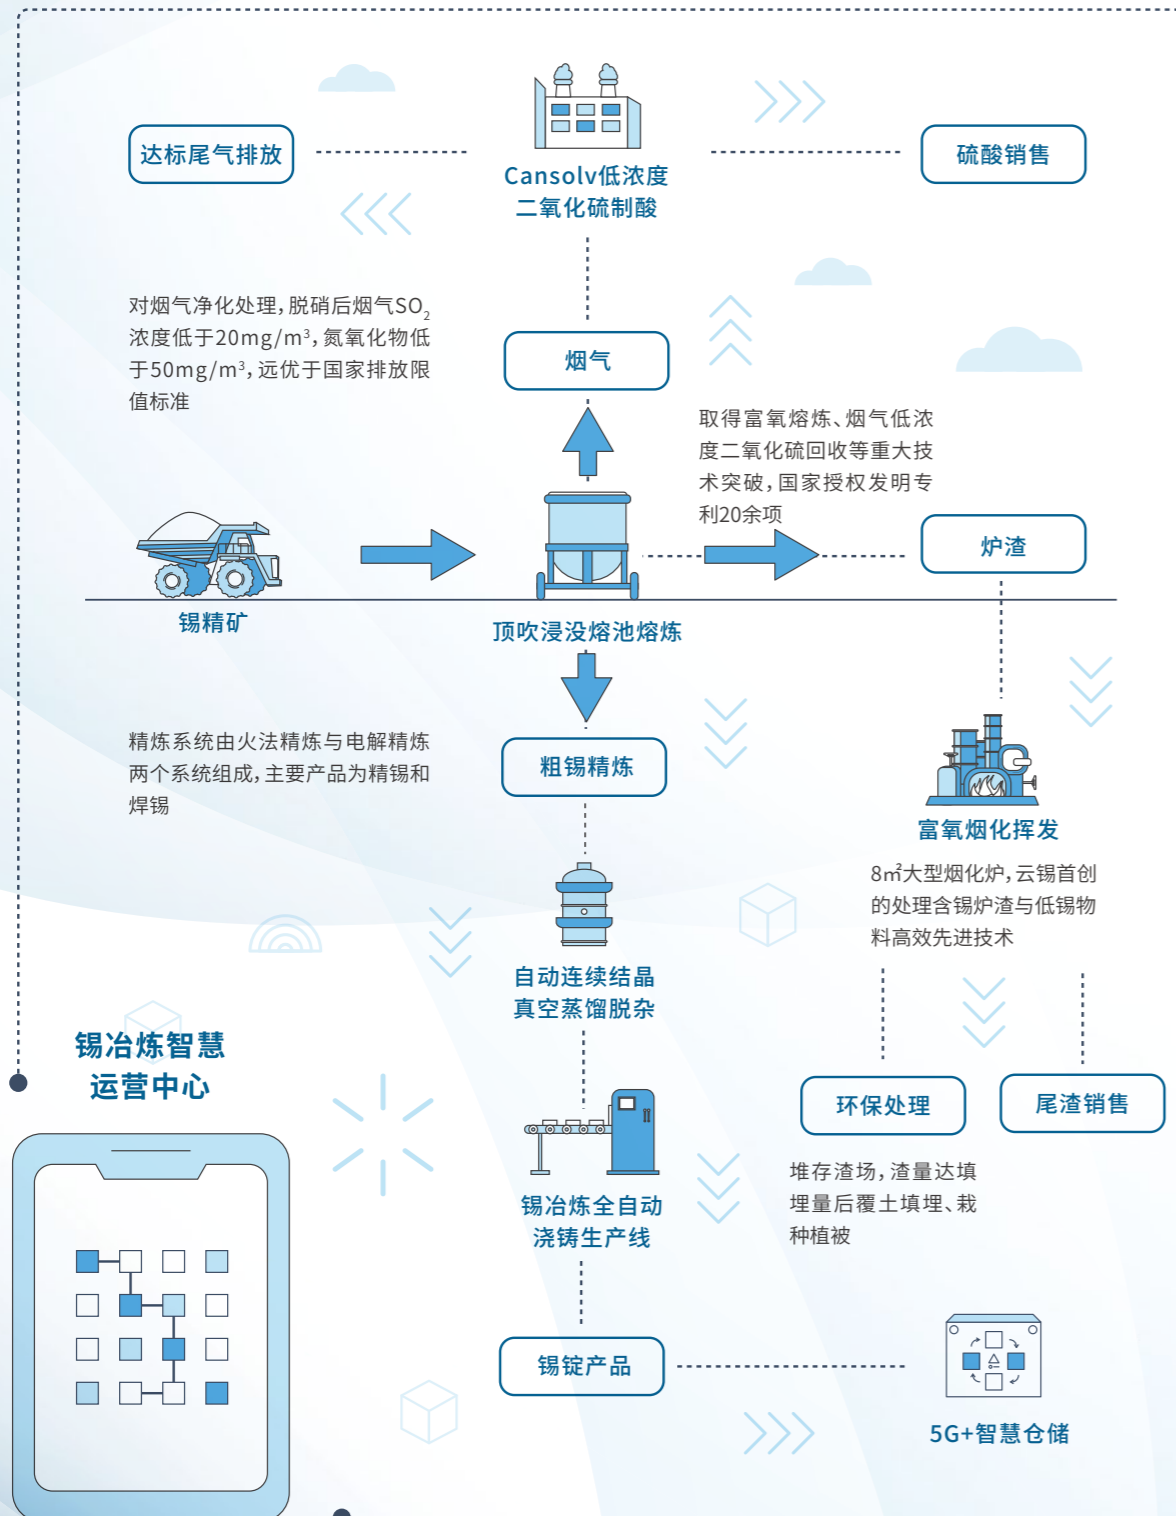 达标尾气排放
Cansolv低浓度
二氧化硫制酸
硫酸销售
对烟气净化处理，脱硝后烟气SO₂
浓度低于20mg/m³，氮氧化物低
于50mg/m³，远优于国家排放限
值标准
烟气
取得富氧熔炼、烟气低浓
度二氧化硫回收等重大技
术突破，国家授权发明专
利20余项
炉渣
锡精矿
顶吹浸没熔池熔炼
精炼系统由火法精炼与电解精炼
两个系统组成，主要产品为精锡和
焊锡
粗锡精炼
富氧烟化挥发
8㎡大型烟化炉，云锡首创
的处理含锡炉渣与低锡物
料高效先进技术
自动连续结晶
真空蒸馏脱杂
锡冶炼智慧
运营中心
环保处理
尾渣销售
堆存渣场，渣量达填
埋量后覆土填埋、栽
种植被
锡冶炼全自动
浇铸生产线
锡锭产品
5G+智慧仓储